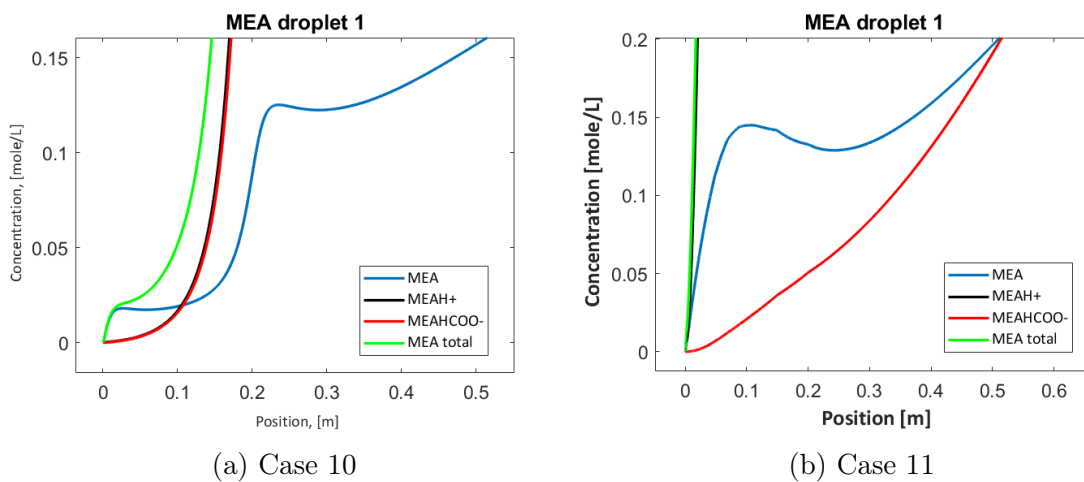 MEA droplet 1
Concentration, [mole/L]
0.15
0.1
0.05
0
0
0.1
0.2
0.3
0.4
0.5
Position, [m]
MEA
MEAH+
MEAHCOO-
MEA total
(a) Case 10
MEA droplet 1
Concentration [mole/L]
0.2
0.15
0.1
0.05
0
0
0.1
0.2
0.3
0.4
0.5
0.6
Position [m]
MEA
MEAH+
MEAHCOO-
MEA total
(b) Case 11